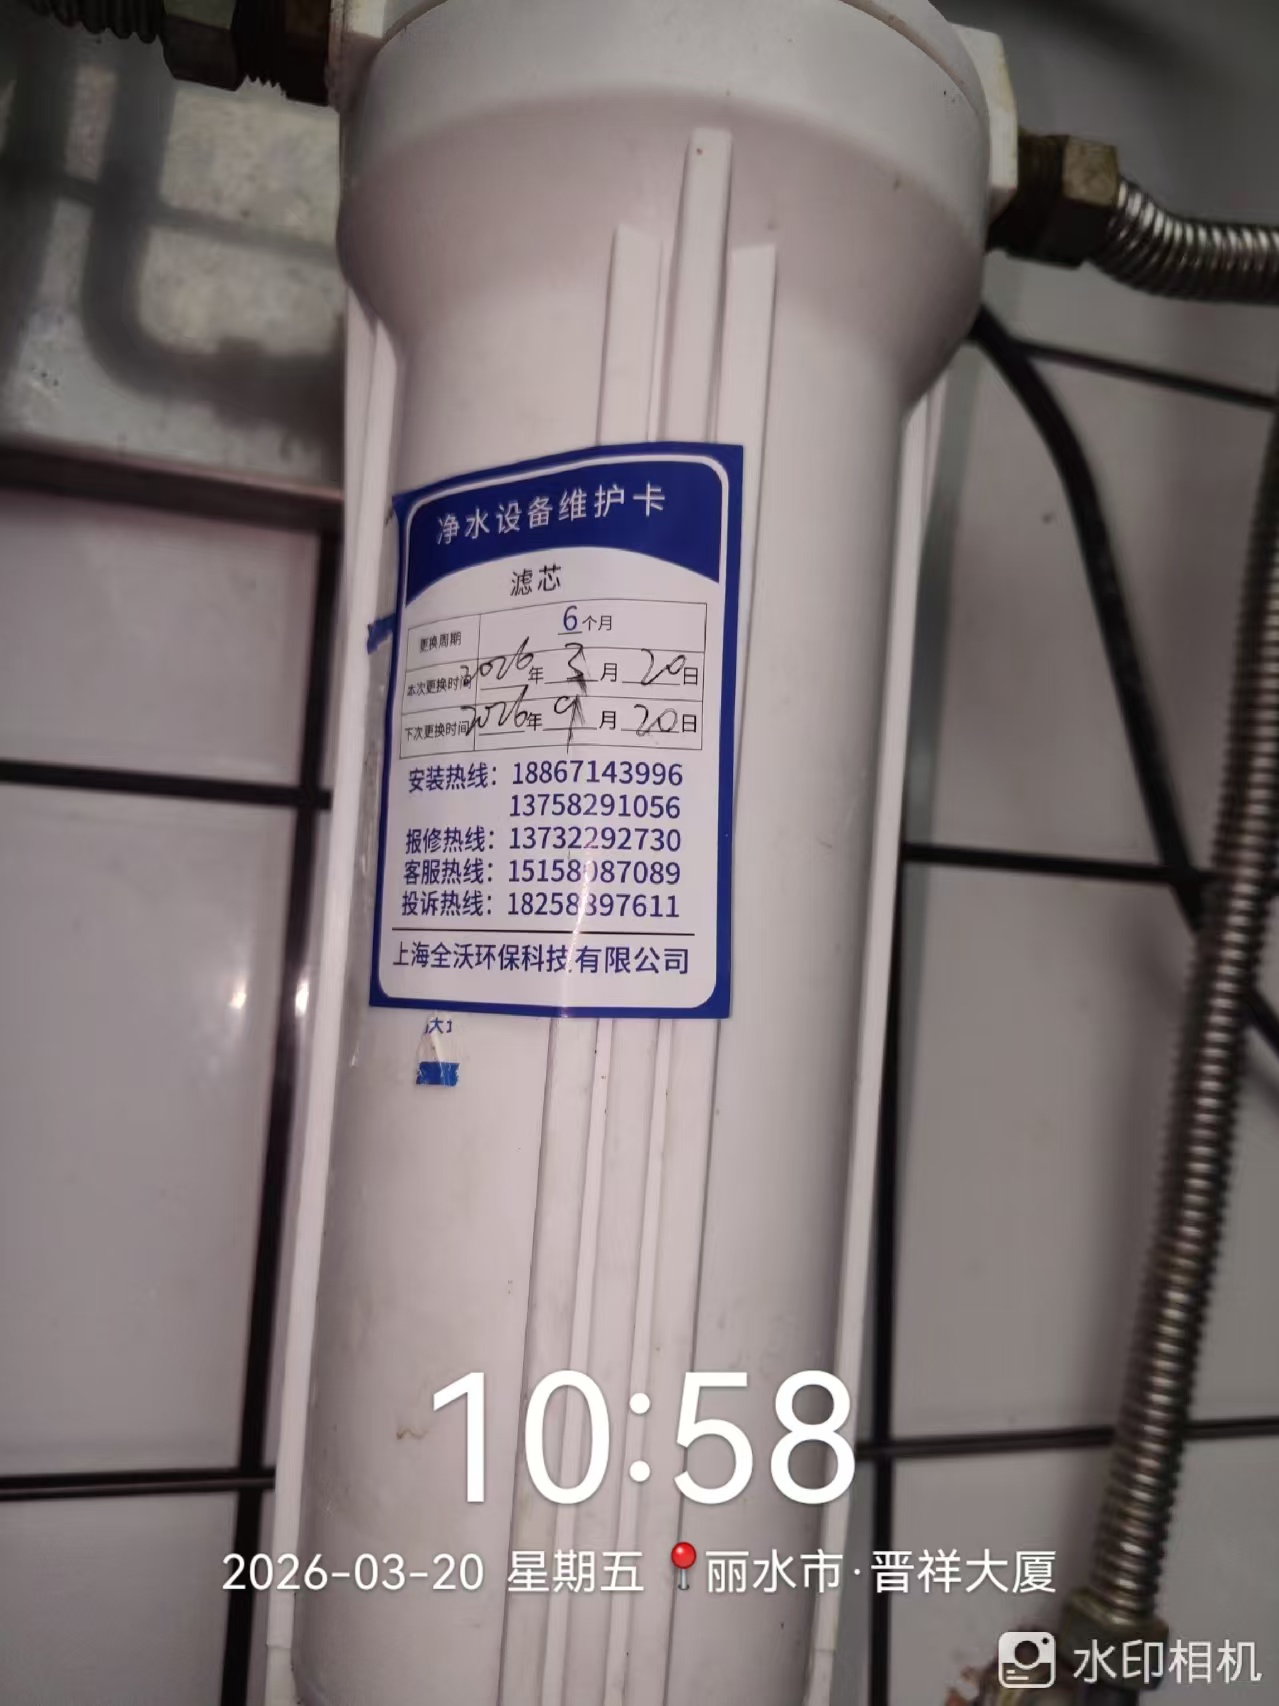 净水设备维护卡
滤芯
更换周期 6个月
本次更换时间 2026年3月20日
下次更换时间 2026年9月20日
安装热线：18867143996
13758291056
报修热线：13732292730
客服热线：15158087089
投诉热线：18258897611
上海全沃环保科技有限公司
10:58
2026-03-20 星期五 丽水市·晋祥大厦
水印相机